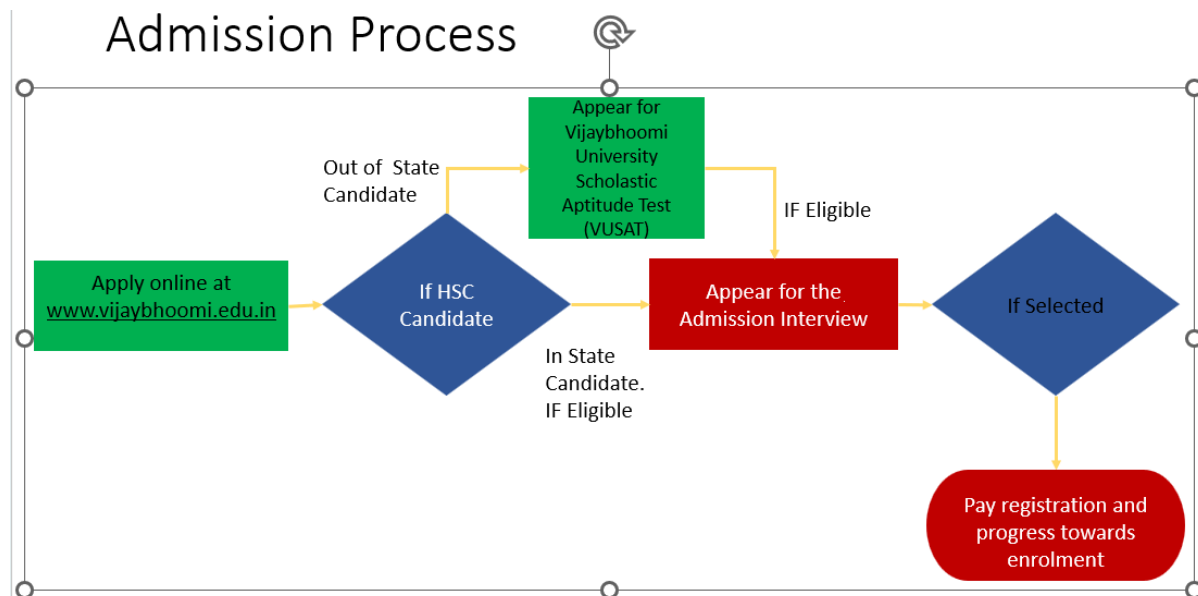 Admission Process
Apply online at
www.vijaybhoomi.edu.in
If HSC
Candidate
Out of State
Candidate
Appear for
Vijaybhoomi
University
Scholastic
Aptitude Test
(VUSAT)
IF Eligible
In State
Candidate.
IF Eligible
Appear for the
Admission Interview
If Selected
Pay registration and
progress towards
enrolment